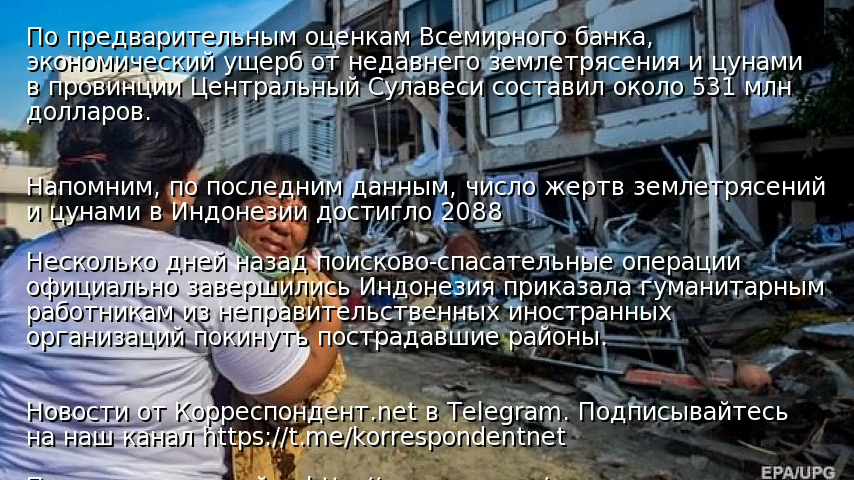 По предварительным оценкам Всемирного банка,
экономический ущерб от недавнего землетрясения и цунами
в провинции Центральный Сулавеси составил около 531 млн
долларов.
Напомним, по последним данным, число жертв землетрясений
и цунами в Индонезии достигло 2088
Несколько дней назад поисково-спасательные операции
официально завершились Индонезия приказала гуманитарным
работникам из неправительственных иностранных
организаций покинуть пострадавшие районы.
Новости от Корреспондент.net в Telegram. Подписывайтесь
на наш канал https://t.me/korrespondentnet
EPA/UPG